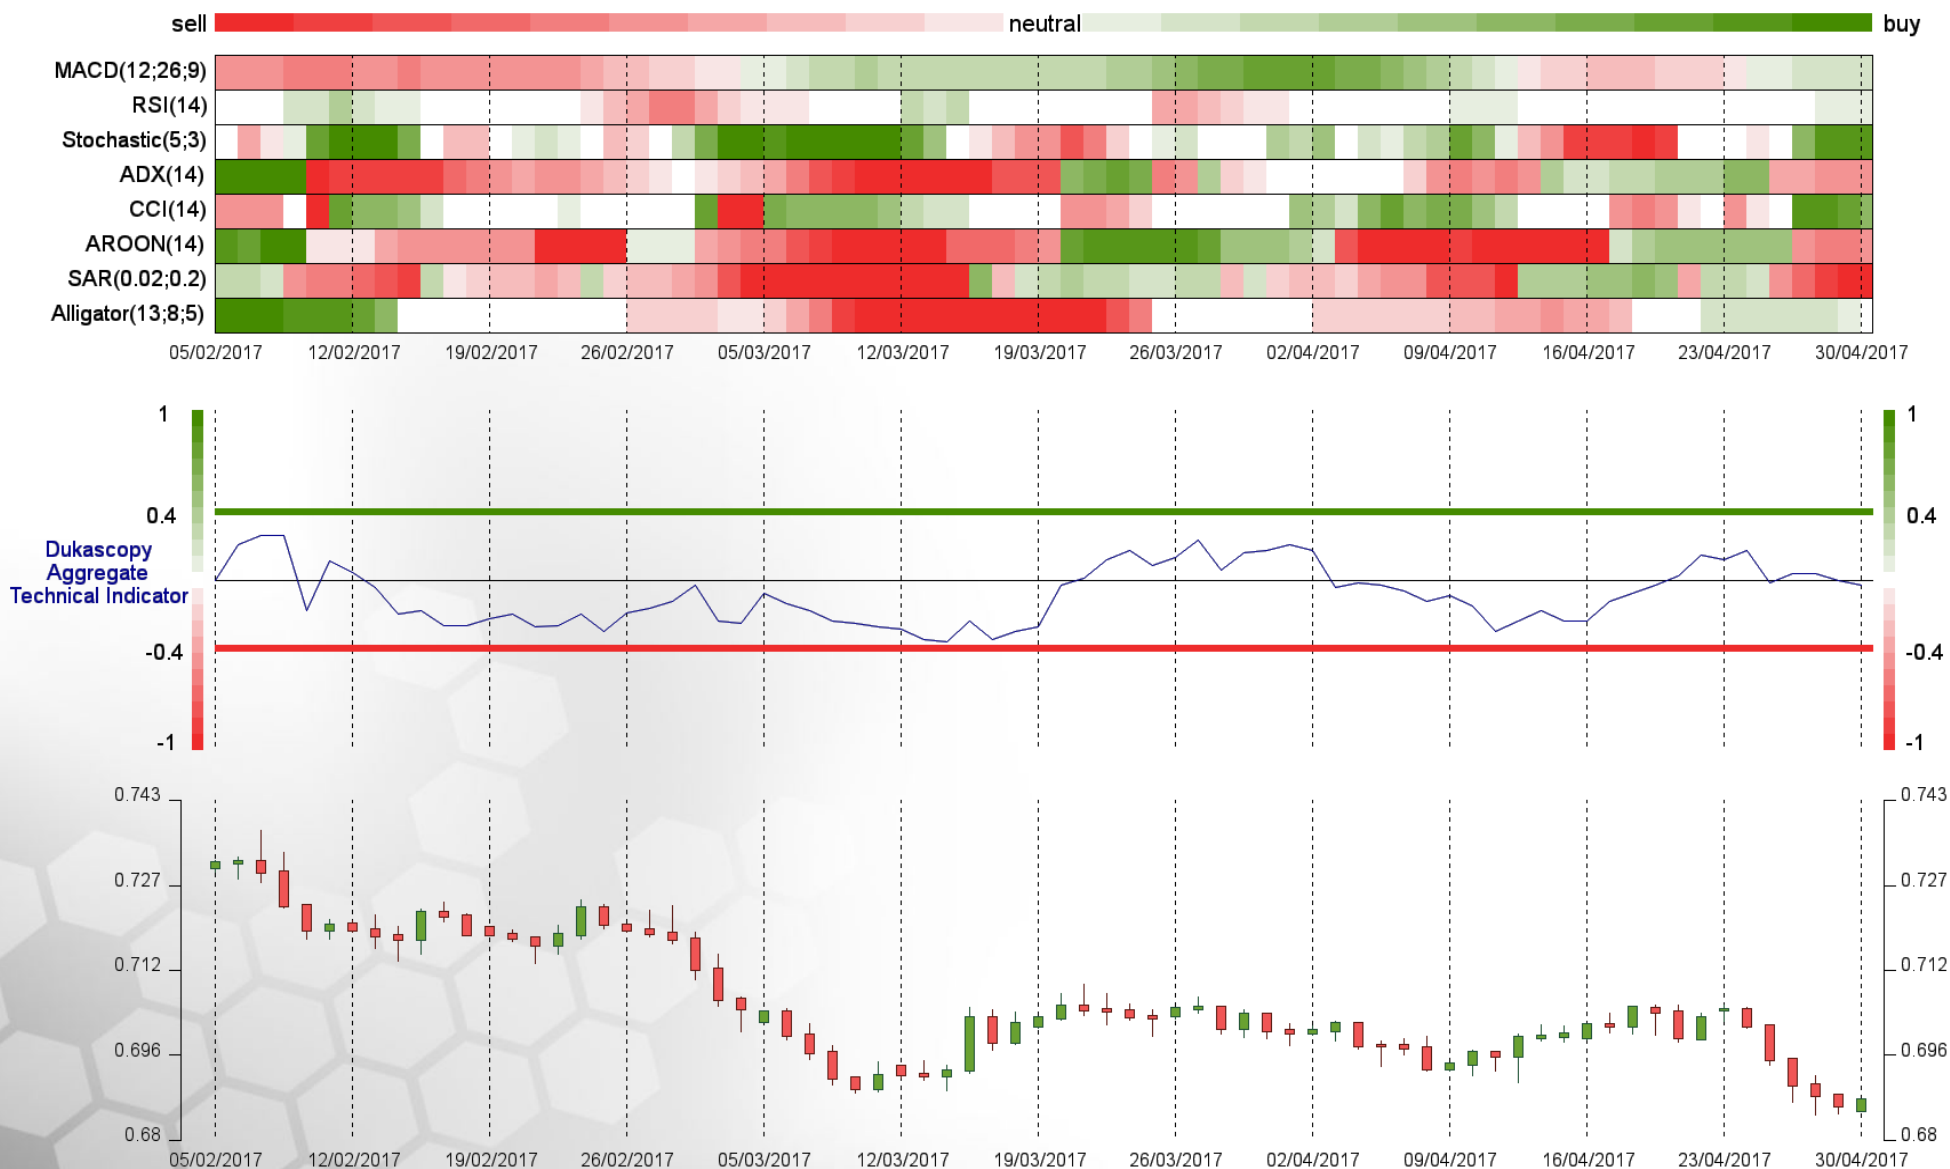 sell neutral buy
MACD(12;26;9)
RSI(14)
Stochastic(5;3)
ADX(14)
CCI(14)
AROON(14)
SAR(0.02;0.2)
Alligator(13;8;5)
05/02/2017 12/02/2017 19/02/2017 26/02/2017 05/03/2017 12/03/2017 19/03/2017 26/03/2017 02/04/2017 09/04/2017 16/04/2017 23/04/2017 30/04/2017
1 1
0.4 0.4
Dukascopy
Aggregate
Technical Indicator
-0.4 -0.4
-1 -1
0.743 0.743
0.727 0.727
0.712 0.712
0.696 0.696
0.68 0.68
05/02/2017 12/02/2017 19/02/2017 26/02/2017 05/03/2017 12/03/2017 19/03/2017 26/03/2017 02/04/2017 09/04/2017 16/04/2017 23/04/2017 30/04/2017